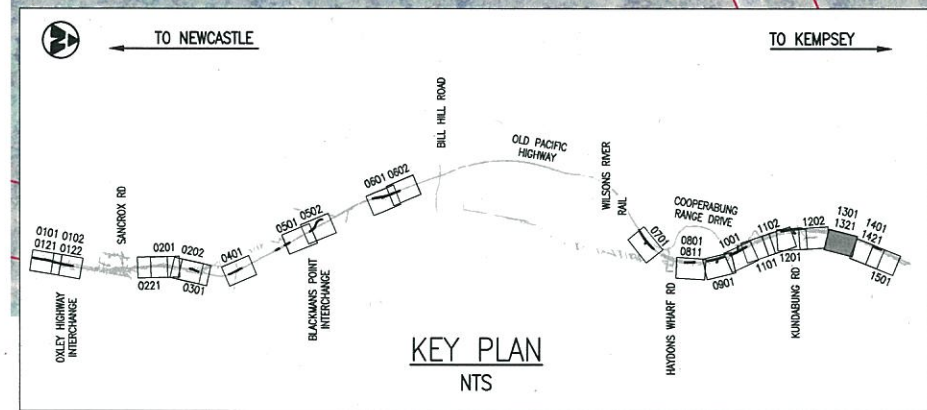 TO NEWCASTLE
TO KEMPSEY
BILL HILL ROAD
OLD PACIFIC
HIGHWAY
WILSONS RIVER
RAIL
COOPERABUNG
RANGE DRIVE
SANCROX RD
0601 0602
0501 0502
0101 0102
0121 0122
0201
0202
0221
0301
0401
0701
0801
0811
1001
1102
1202
1301
1321
1401
1421
0901
1101
1201
1501
OXLEY HIGHWAY
INTERCHANGE
BLACKMANS POINT
INTERCHANGE
HAYDONS WHARF RD
KUNDABUNG RD
KEY PLAN
NTS